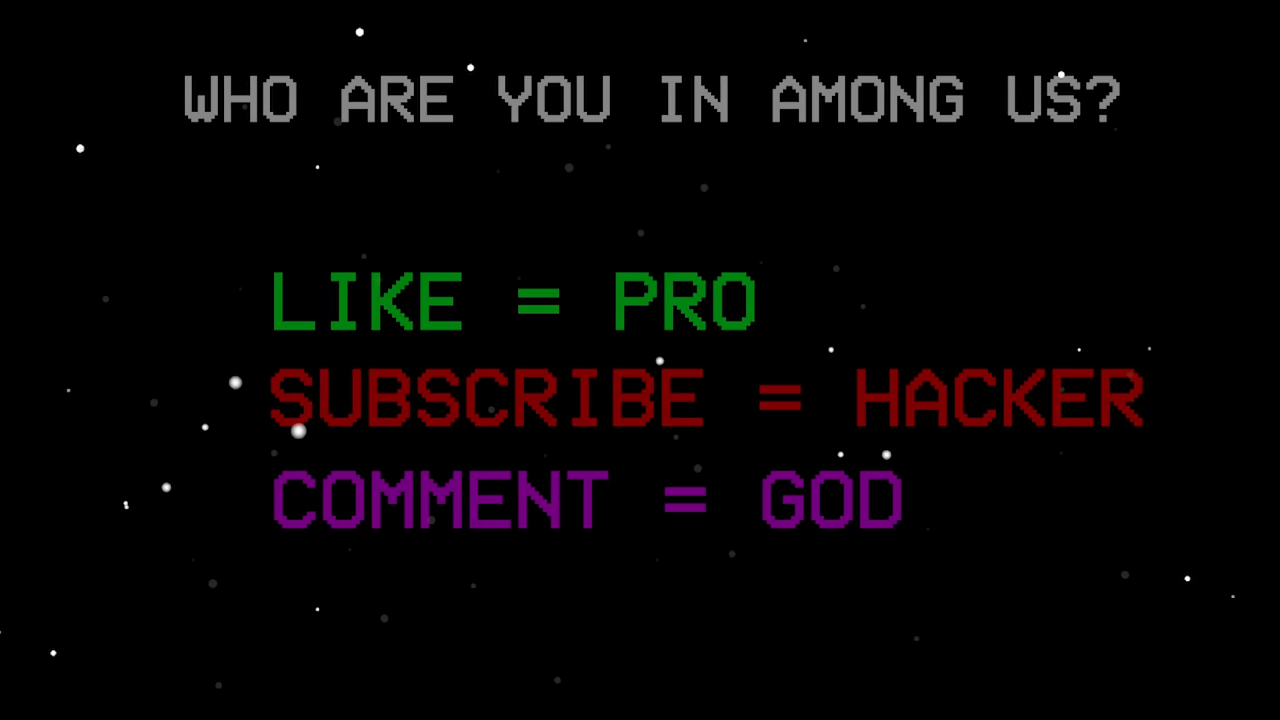 WHO ARE YOU IN AMONG US?
LIKE = PRO
SUBSCRIBE = HACKER
COMMENT = GOD